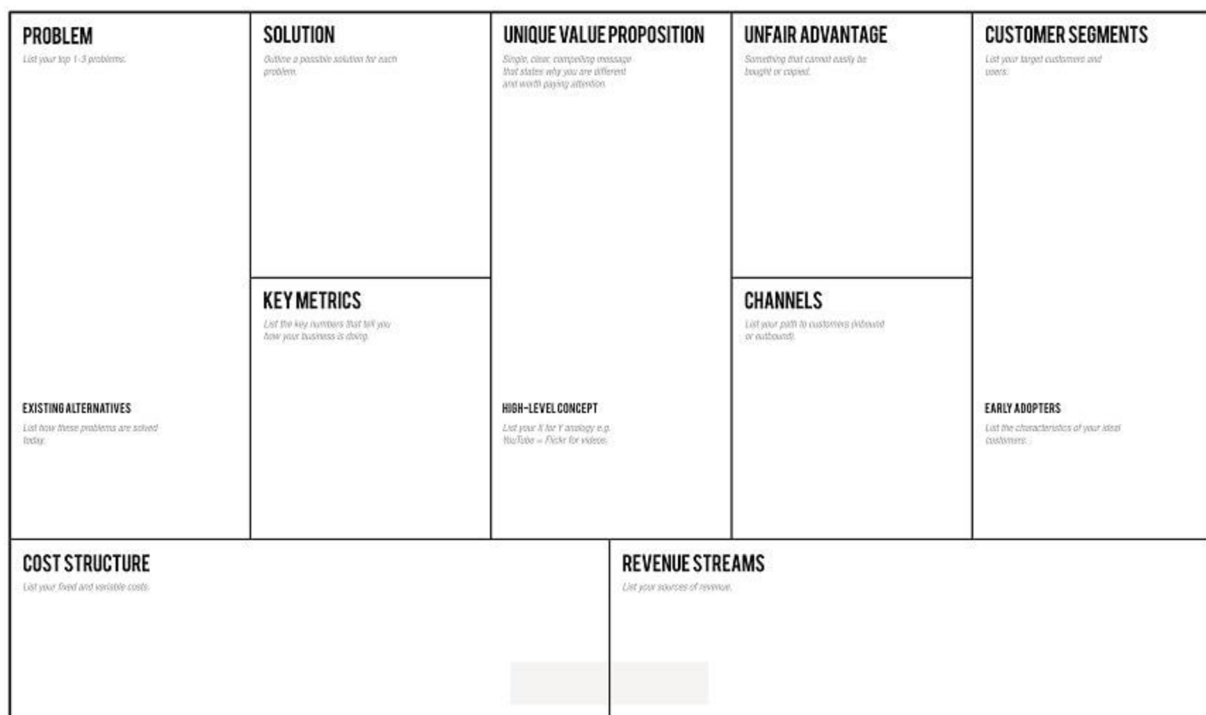 PROBLEM
List your top 1-3 problems.
EXISTING ALTERNATIVES
List how these problems are solved
today.
SOLUTION
Outline a possible solution for each
problem.
KEY METRICS
List the key numbers that tell you
how your business is doing.
UNIQUE VALUE PROPOSITION
Single, clear, compelling message
that states why you are different
and worth paying attention.
HIGH-LEVEL CONCEPT
List your X for Y analogy e.g.
YouTube = Flickr for videos.
UNFAIR ADVANTAGE
Something that cannot easily be
bought or copied.
CHANNELS
List your path to customers (inbound
or outbound).
CUSTOMER SEGMENTS
List your target customers and
users.
EARLY ADOPTERS
List the characteristics of your ideal
customers.
COST STRUCTURE
List your fixed and variable costs.
REVENUE STREAMS
List your sources of revenue.